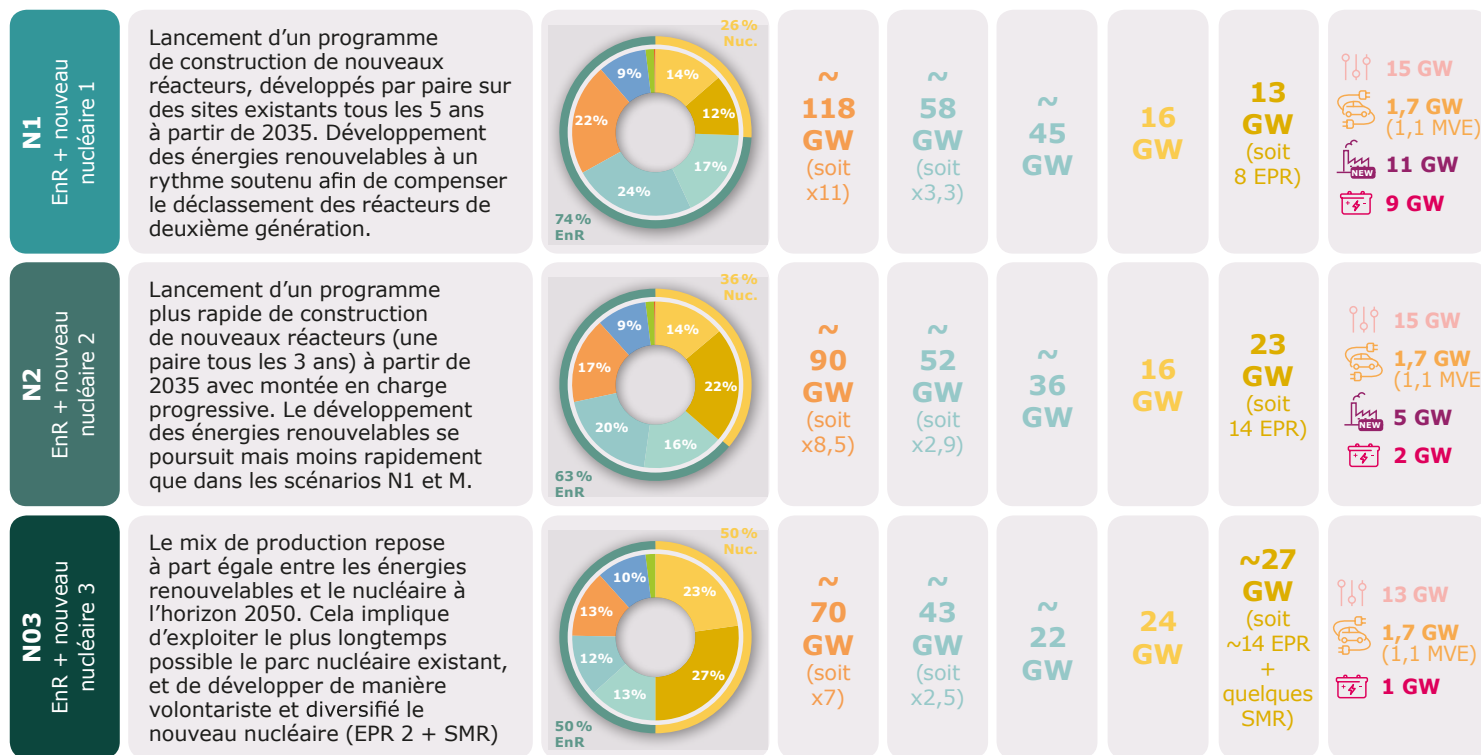 N1
EnR + nouveau
nucléaire 1
Lancement d'un programme
de construction de nouveaux
réacteurs, développés par paire sur
des sites existants tous les 5 ans
à partir de 2035. Développement
des énergies renouvelables à un
rythme soutenu afin de compenser
le déclassement des réacteurs de
deuxième génération.
26 %
Nuc.
14%
12%
17%
24%
22%
9%
74 %
EnR
~
118
GW
(soit
x11)
~
58
GW
(soit
x3,3)
~
45
GW
16
GW
13
GW
(soit
8 EPR)
15 GW
1,7 GW
(1,1 MVE)
NEW
11 GW
9 GW
N2
EnR + nouveau
nucléaire 2
Lancement d'un programme
plus rapide de construction
de nouveaux réacteurs (une
paire tous les 3 ans) à partir de
2035 avec montée en charge
progressive. Le développement
des énergies renouvelables se
poursuit mais moins rapidement
que dans les scénarios N1 et M.
36 %
Nuc.
14%
22%
16%
20%
17%
9%
63 %
EnR
~
90
GW
(soit
x8,5)
~
52
GW
(soit
x2,9)
~
36
GW
16
GW
23
GW
(soit
14 EPR)
15 GW
1,7 GW
(1,1 MVE
NEW
5 GW
2 GW
N03
EnR + nouveau
nucléaire 3
Le mix de production repose
à part égale entre les énergies
renouvelables et le nucléaire à
l'horizon 2050. Cela implique
d'exploiter le plus longtemps
possible le parc nucléaire existant,
et de développer de manière
volontariste et diversifié le
nouveau nucléaire (EPR 2 + SMR)
50 %
Nuc.
23%
27%
13%
12%
13%
10%
50 %
EnR
~
70
GW
(soit
x7)
~
43
GW
(soit
x2,5)
~
22
GW
24
GW
~27
GW
(soit
~14 EPR
+
quelques
SMR)
13 GW
1,7 GW
(1,1 MVE)
1 GW